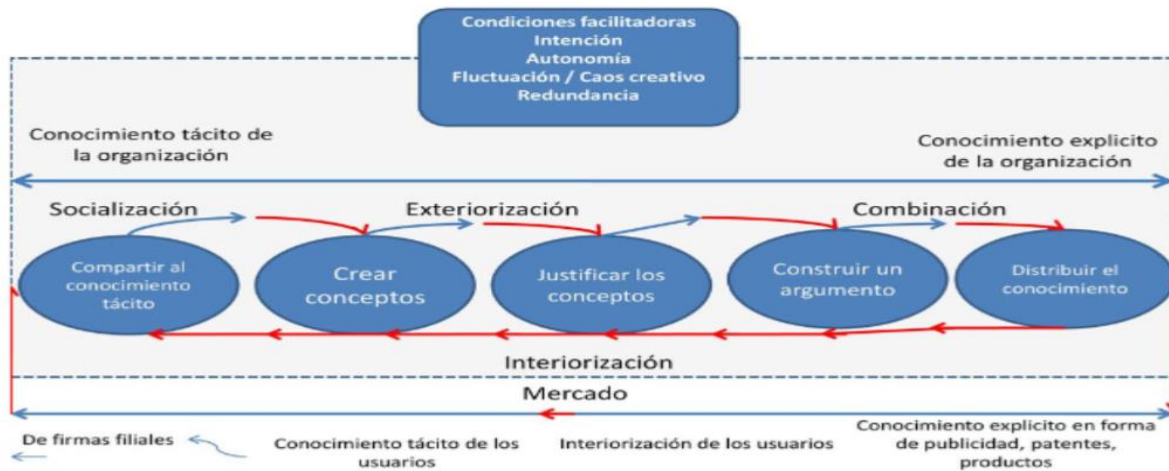 Condiciones facilitadoras
Intención
Autonomía
Fluctuación / Caos creativo
Redundancia
Conocimiento tácito de
la organización
Conocimiento explicito
de la organización
Socialización
Exteriorización
Combinación
Compartir al
conocimiento
tácito
Crear
conceptos
Justificar los
conceptos
Construir un
argumento
Distribuir el
conocimiento
Interiorización
Mercado
De firmas filiales
Conocimiento tácito de los
usuarios
Interiorización de los usuarios
Conocimiento explicito en forma
de publicidad, patentes,
productos